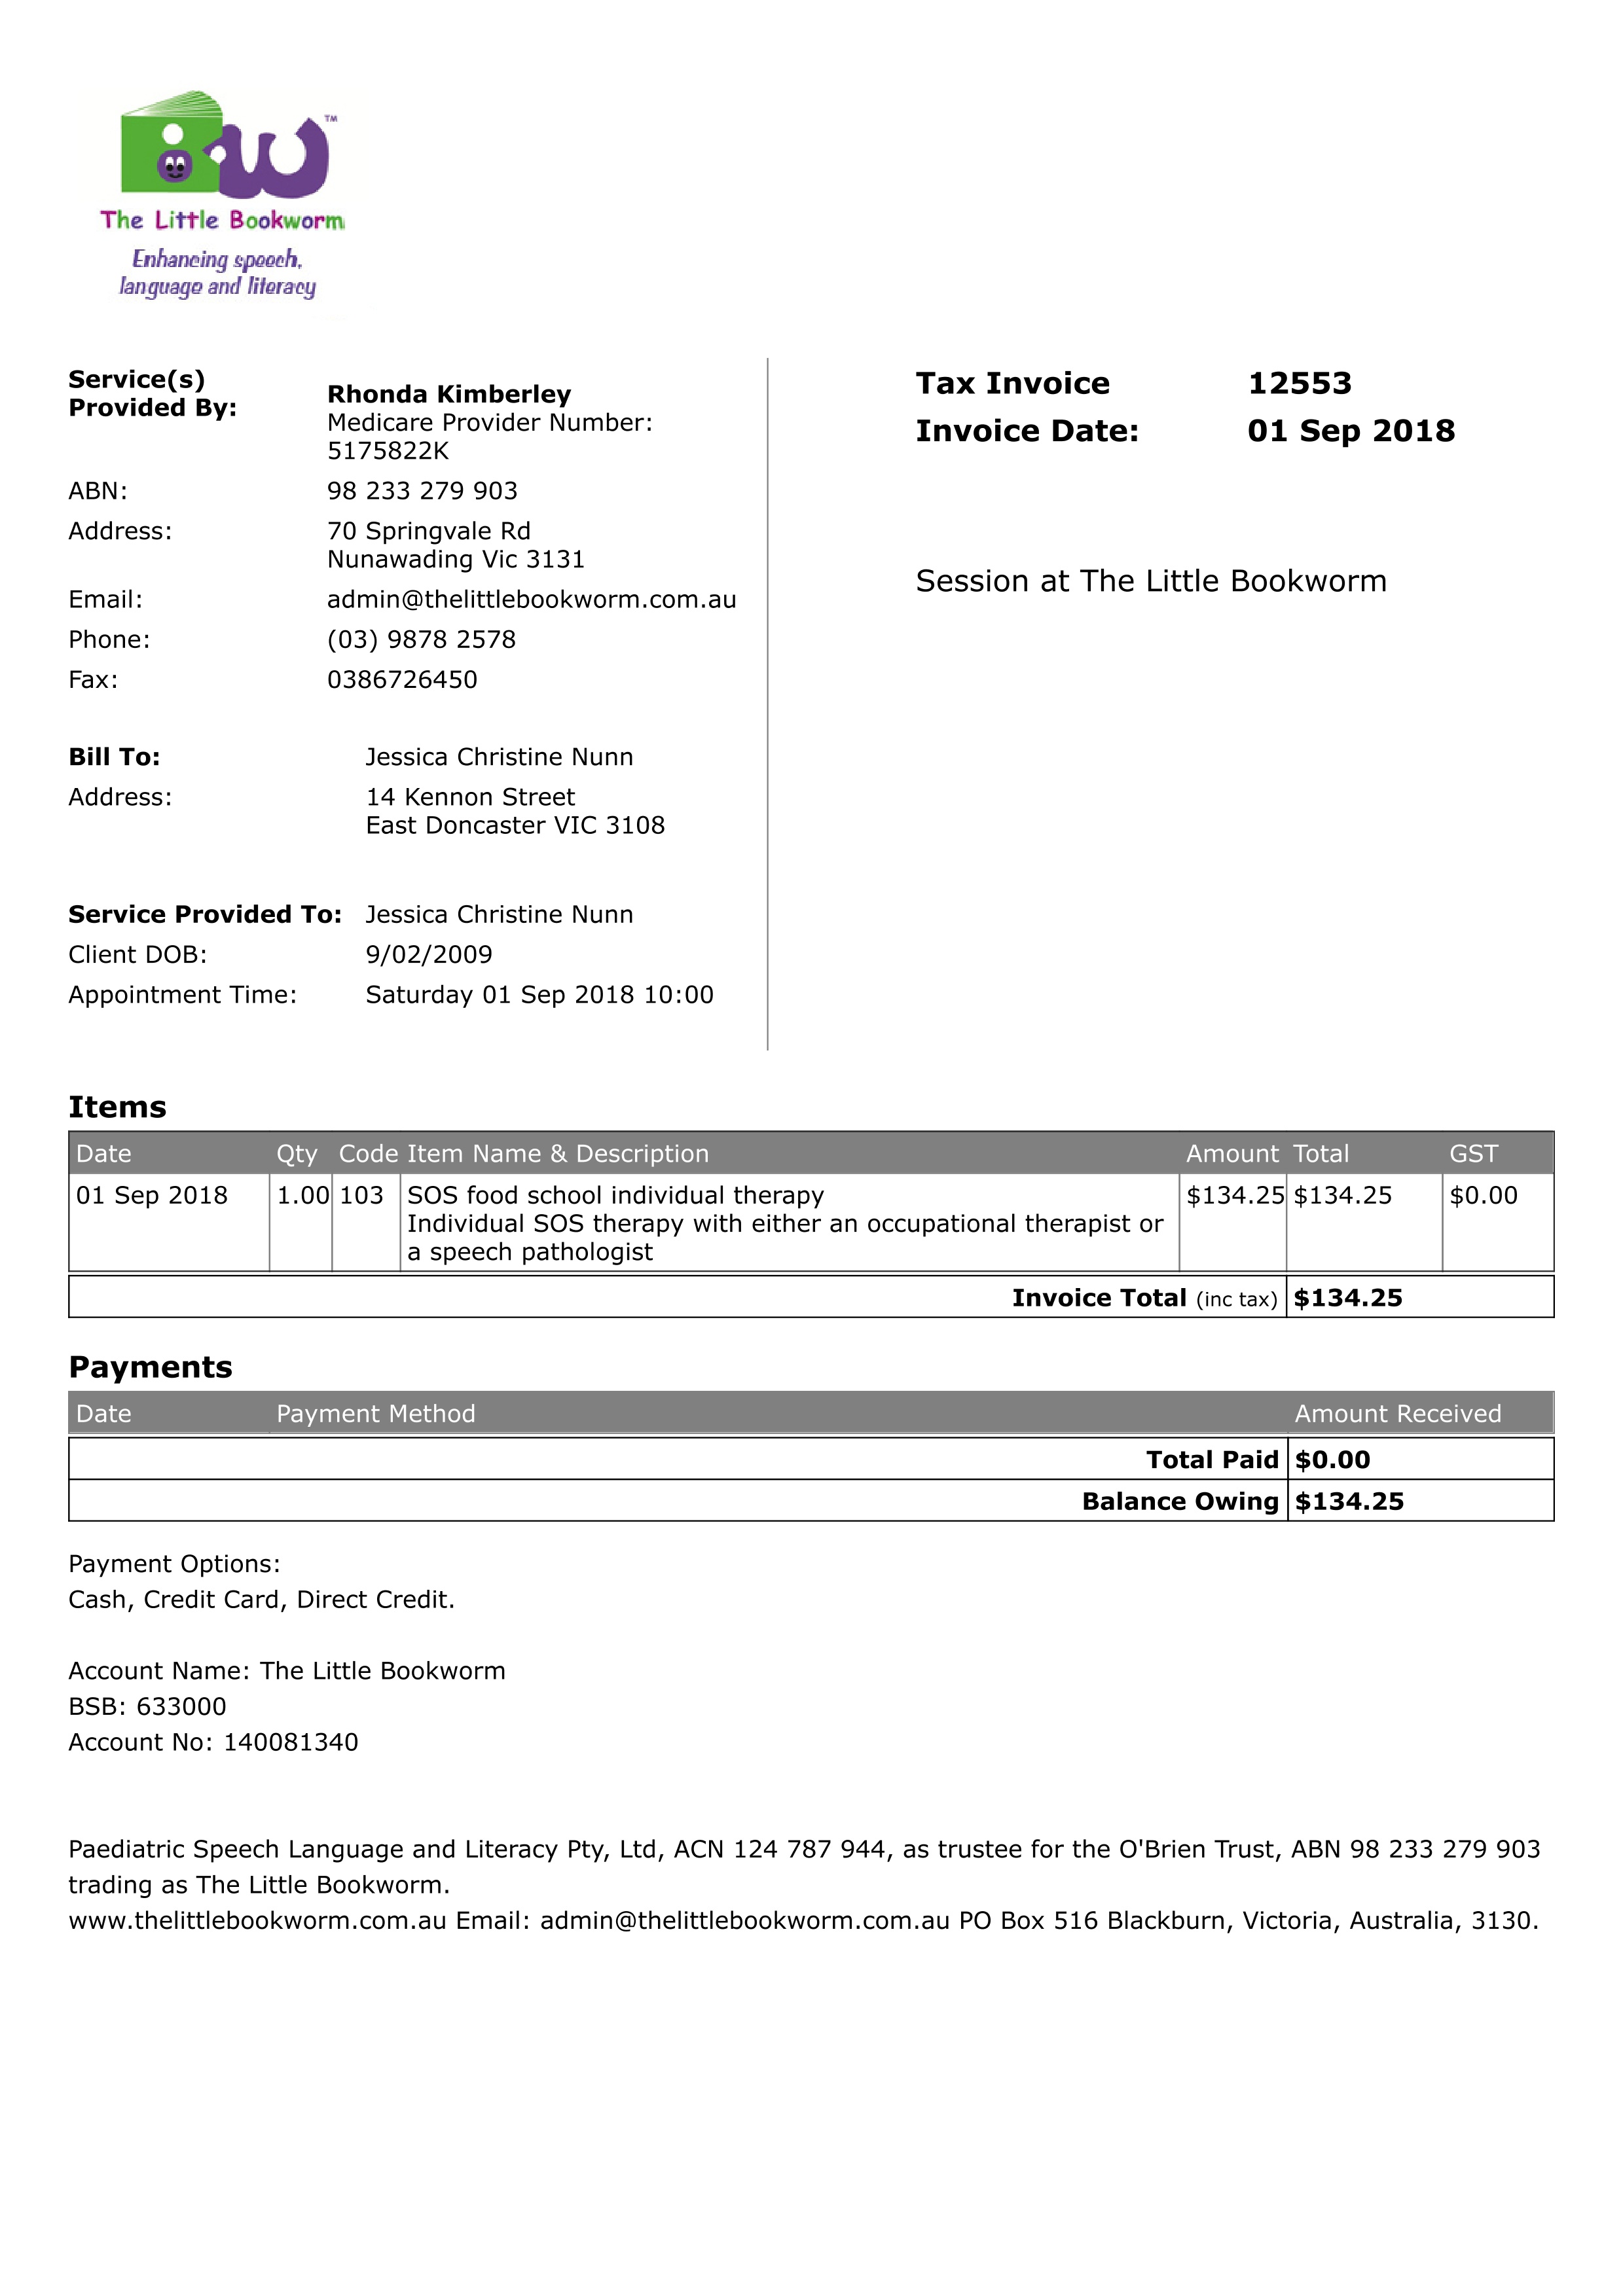 TM
The Little Bookworm
Enhancing speech,
language and literacy
Service(s)
Provided By:
Rhonda Kimberley
Medicare Provider Number:
5175822K
ABN: 98 233 279 903
Address: 70 Springvale Rd
Nunawading Vic 3131
Email: admin@thelittlebookworm.com.au
Phone: (03) 9878 2578
Fax: 0386726450
Bill To: Jessica Christine Nunn
Address: 14 Kennon Street
East Doncaster VIC 3108
Service Provided To: Jessica Christine Nunn
Client DOB: 9/02/2009
Appointment Time: Saturday 01 Sep 2018 10:00
Tax Invoice 12553
Invoice Date: 01 Sep 2018
Session at The Little Bookworm
Items
Date Qty Code Item Name & Description Amount Total GST
01 Sep 2018 1.00 103 SOS food school individual therapy $134.25 $134.25 $0.00
Individual SOS therapy with either an occupational therapist or
a speech pathologist
Invoice Total (inc tax) $134.25
Payments
Date Payment Method Amount Received
Total Paid $0.00
Balance Owing $134.25
Payment Options:
Cash, Credit Card, Direct Credit.
Account Name: The Little Bookworm
BSB: 633000
Account No: 140081340
Paediatric Speech Language and Literacy Pty, Ltd, ACN 124 787 944, as trustee for the O'Brien Trust, ABN 98 233 279 903
trading as The Little Bookworm.
www.thelittlebookworm.com.au Email: admin@thelittlebookworm.com.au PO Box 516 Blackburn, Victoria, Australia, 3130.